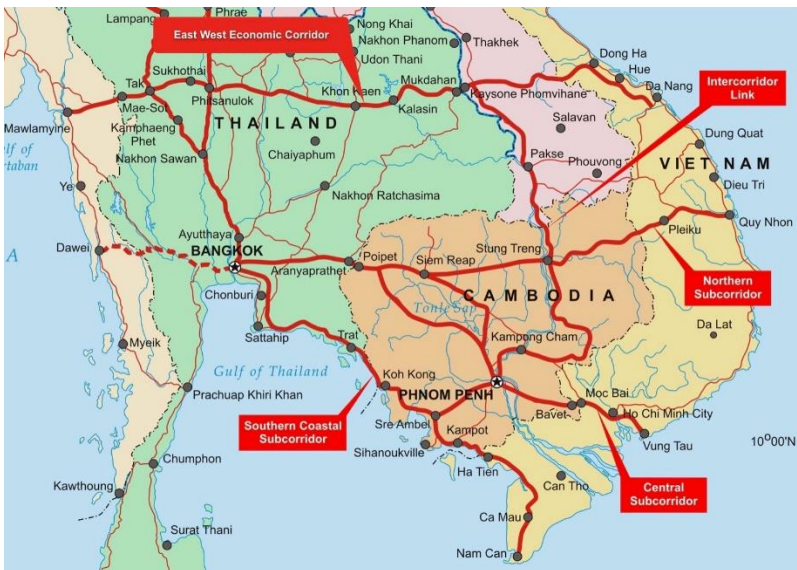 Lampang
Phrae
East West Economic Corridor
Nong Khai
Nakhon Phanom
Thakhek
Udon Thani
Dong Ha
Hue
Sukhothai
Tak
Mukdahan
Da Nang
Intercorridor
Link
Mae-Sot
Phitsanulok
Khon Kaen
Kalasin
Kaysone Phomvihane
Mawlamyine
Kamphaeng
Phet
THAILAND
Salavan
Gulf of
rtaban
Nakhon Sawan
Chaiyaphum
Pakse
Phouvong
Dung Quat
VIET NAM
Ye
Nakhon Ratchasima
Dieu Tri
Ayutthaya
Stung Treng
Pleiku
Quy Nhon
Dawei
BANGKOK
Aranyaprathet
Poipet
Siem Reap
A
Chonburi
CAMBODIA
Northern
Subcorridor
Tonle Sap
Sattahip
Trat
Kampong Cham
Da Lat
Myeik
Gulf of Thailand
Koh Kong
PHNOM PENH
Moc Bai
Prachuap Khiri Khan
Bavet
Ho Chi Minh City
Southern Coastal
Subcorridor
Sre Ambel
Kampot
Vung Tau
10°00'N
Sihanoukville
Chumphon
Ha Tien
Can Tho
Central
Subcorridor
Kawthoung
Ca Mau
Surat Thani
Nam Can